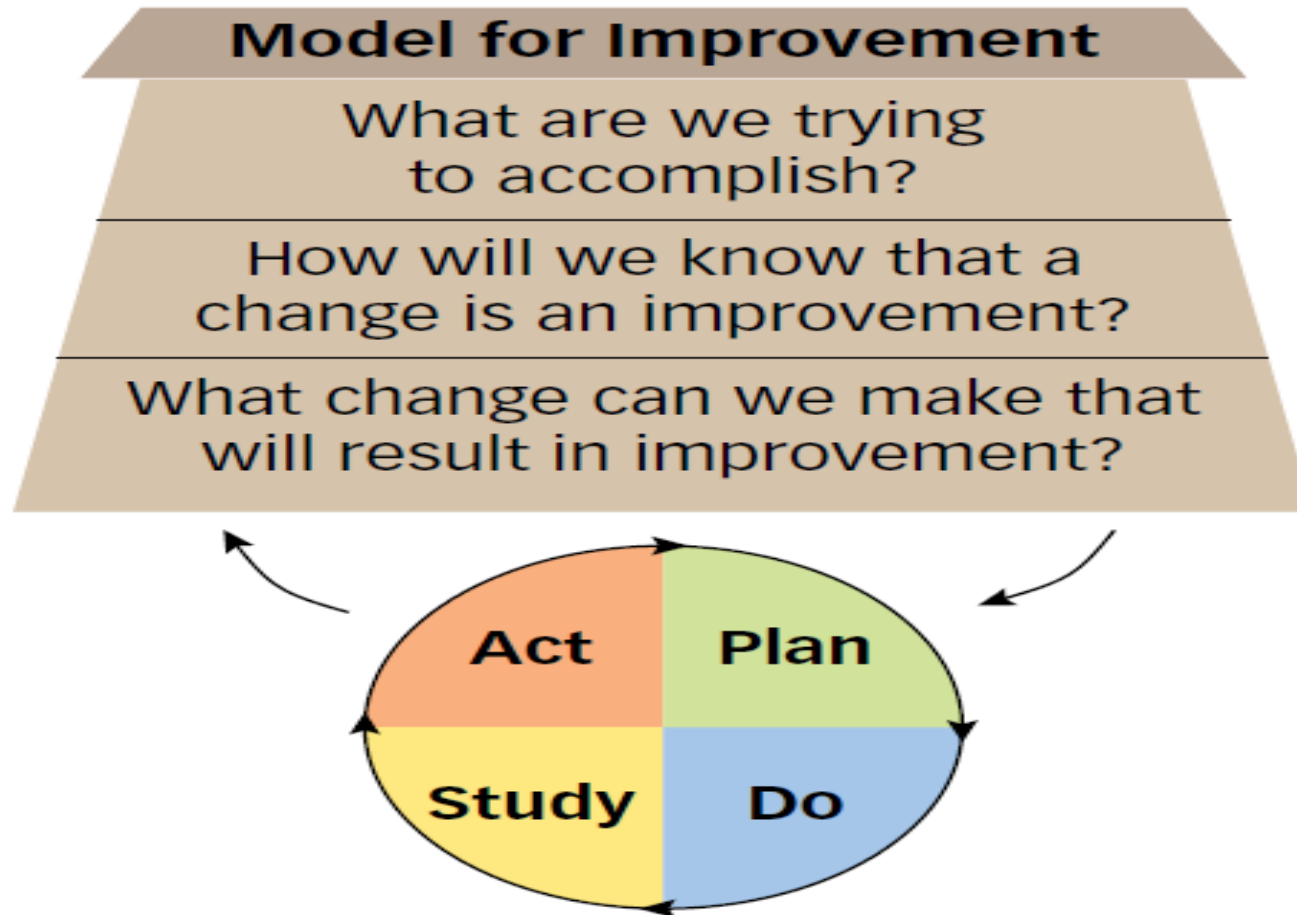 Model for Improvement
What are we trying
to accomplish?
How will we know that a
change is an improvement?
What change can we make that
will result in improvement?
Act
Plan
Study
Do